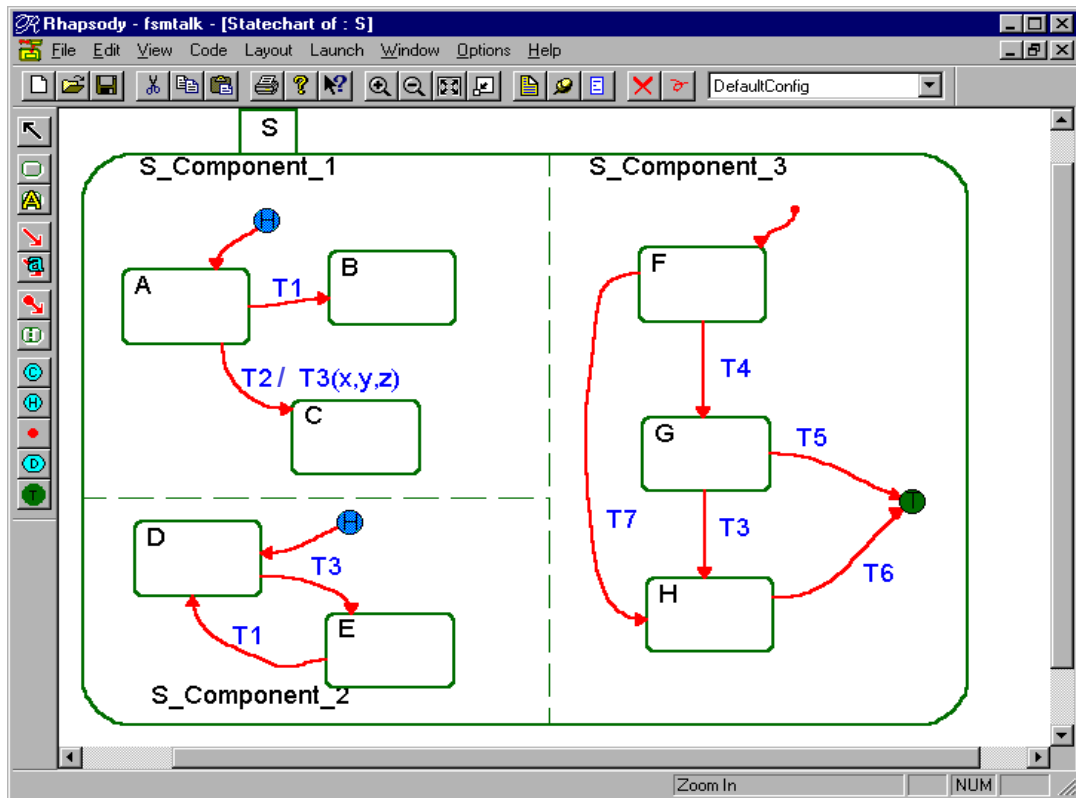 Rhapsody - fsmtalk - [Statechart of : S]
File Edit View Code Layout Launch Window Options Help
DefaultConfig
S
S_Component_1
S_Component_3
H
A
B
T1
T2 / T3(x,y,z)
C
F
T4
G
T5
T
T7
T3
T6
H
D
H
T3
E
T1
S_Component_2
A
a
H
C
H
D
T
Zoom In
NUM